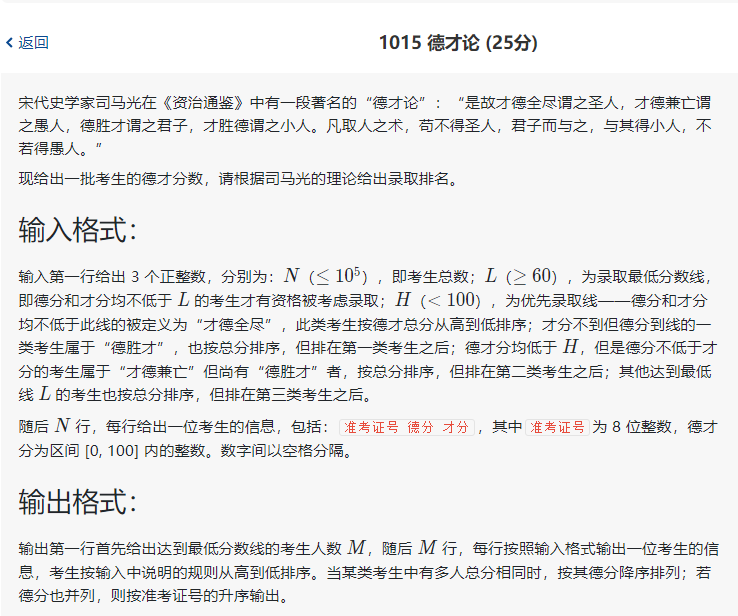 返回
1015 德才论 (25分)
宋代史学家司马光在《资治通鉴》中有一段著名的“德才论”：“是故才德全尽谓之圣人，才德兼亡谓
之愚人，德胜才谓之君子，才胜德谓之小人。凡取人之术，苟不得圣人，君子而与之，与其得小人，不
若得愚人。”
现给出一批考生的德才分数，请根据司马光的理论给出录取排名。
输入格式：
输入第一行给出 3 个正整数，分别为：N（≤ 10⁵），即考生总数；L（≥ 60），为录取最低分数线，
即德分和才分均不低于 L 的考生才有资格被考虑录取；H（< 100），为优先录取线——德分和才分
均不低于此线的被定义为“才德全尽”，此类考生按德才总分从高到低排序；才分不到但德分到线的一
类考生属于“德胜才”，也按总分排序，但排在第一类考生之后；德才分均低于 H，但是德分不低于才
分的考生属于“才德兼亡”但尚有“德胜才”者，按总分排序，但排在第二类考生之后；其他达到最低
线 L 的考生也按总分排序，但排在第三类考生之后。
随后 N 行，每行给出一位考生的信息，包括：准考证号 德分 才分，其中准考证号为 8 位整数，德才
分为区间 [0, 100] 内的整数。数字间以空格分隔。
输出格式：
输出第一行首先给出达到最低分数线的考生人数 M，随后 M 行，每行按照输入格式输出一位考生的信
息，考生按输入中说明的规则从高到低排序。当某类考生中有多人总分相同时，按其德分降序排列；若
德分也并列，则按准考证号的升序输出。